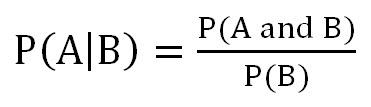 P(A|B) = P(A and B) / P(B)